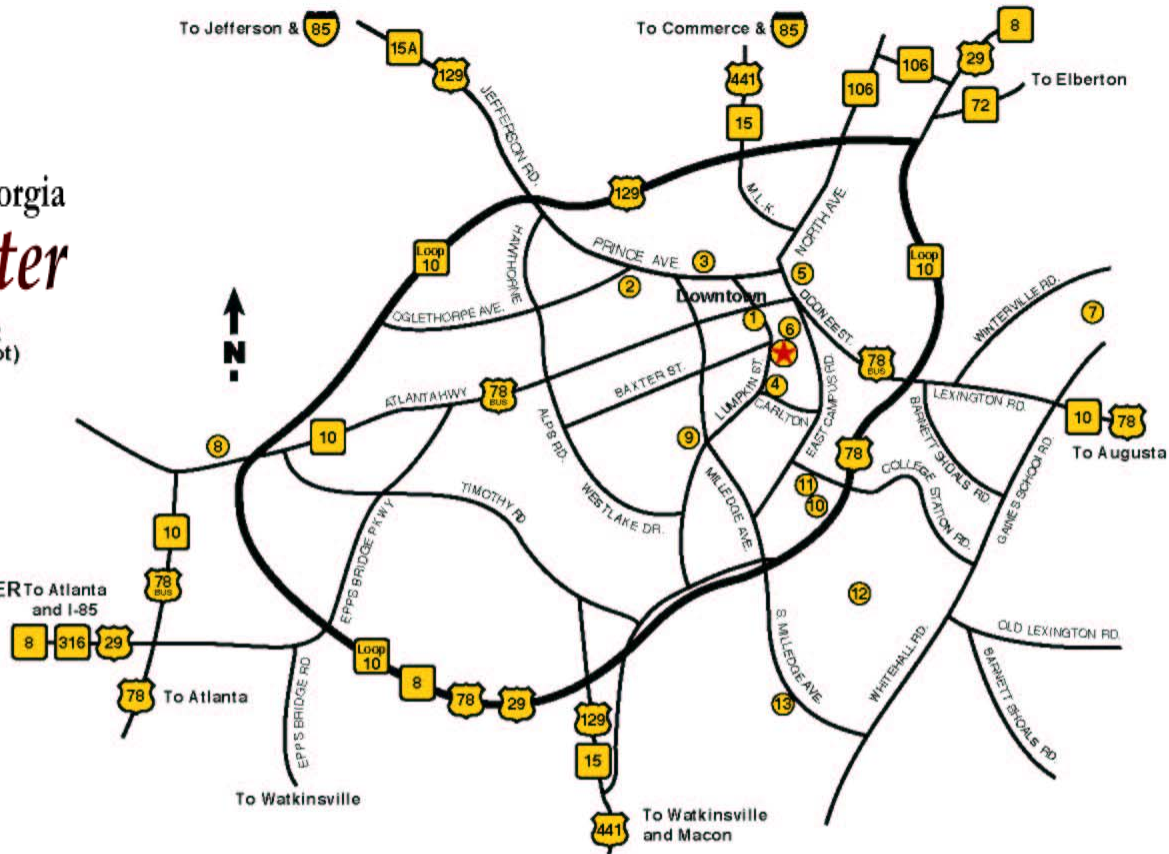 To Jefferson & 85
To Commerce & 85
8
15A
29
106
129
441
106
To Elberton
72
15
JEFFERSON RD.
orgia
129
M.L.K.
NORTH AVE
ter
Loop
10
HAWTHORNE
PRINCE AVE.
3
5
Loop
10
2
Downtown
OGLETHORPE AVE.
1
6
OCONEE ST.
WINTERVILLE RD.
7
t)
N
78
BUS
BAXTER ST.
LUMPKIN ST.
4
78
BUS
ATLANTA HWY
CARLTON
EAST CAMPUS RD.
LEXINGTON RD.
10
78
To Augusta
8
10
ALPS RD.
9
78
BARNETT SHOALS RD.
GAINES SCHOOL RD.
11
10
COLLEGE STATION RD.
TIMOTHY RD
WESTLAKE DR.
MILLEDGE AVE.
10
78
BUS
EPPS BRIDGE PKWY
ER To Atlanta
and I-85
12
8
316
29
S. MILLEDGE AVE.
WHITEHALL RD.
OLD LEXINGTON RD.
Loop
10
8
78
29
78
To Atlanta
EPPS BRIDGE RD
13
BARNETT SHOALS RD.
129
15
To Watkinsville
441
To Watkinsville
and Macon